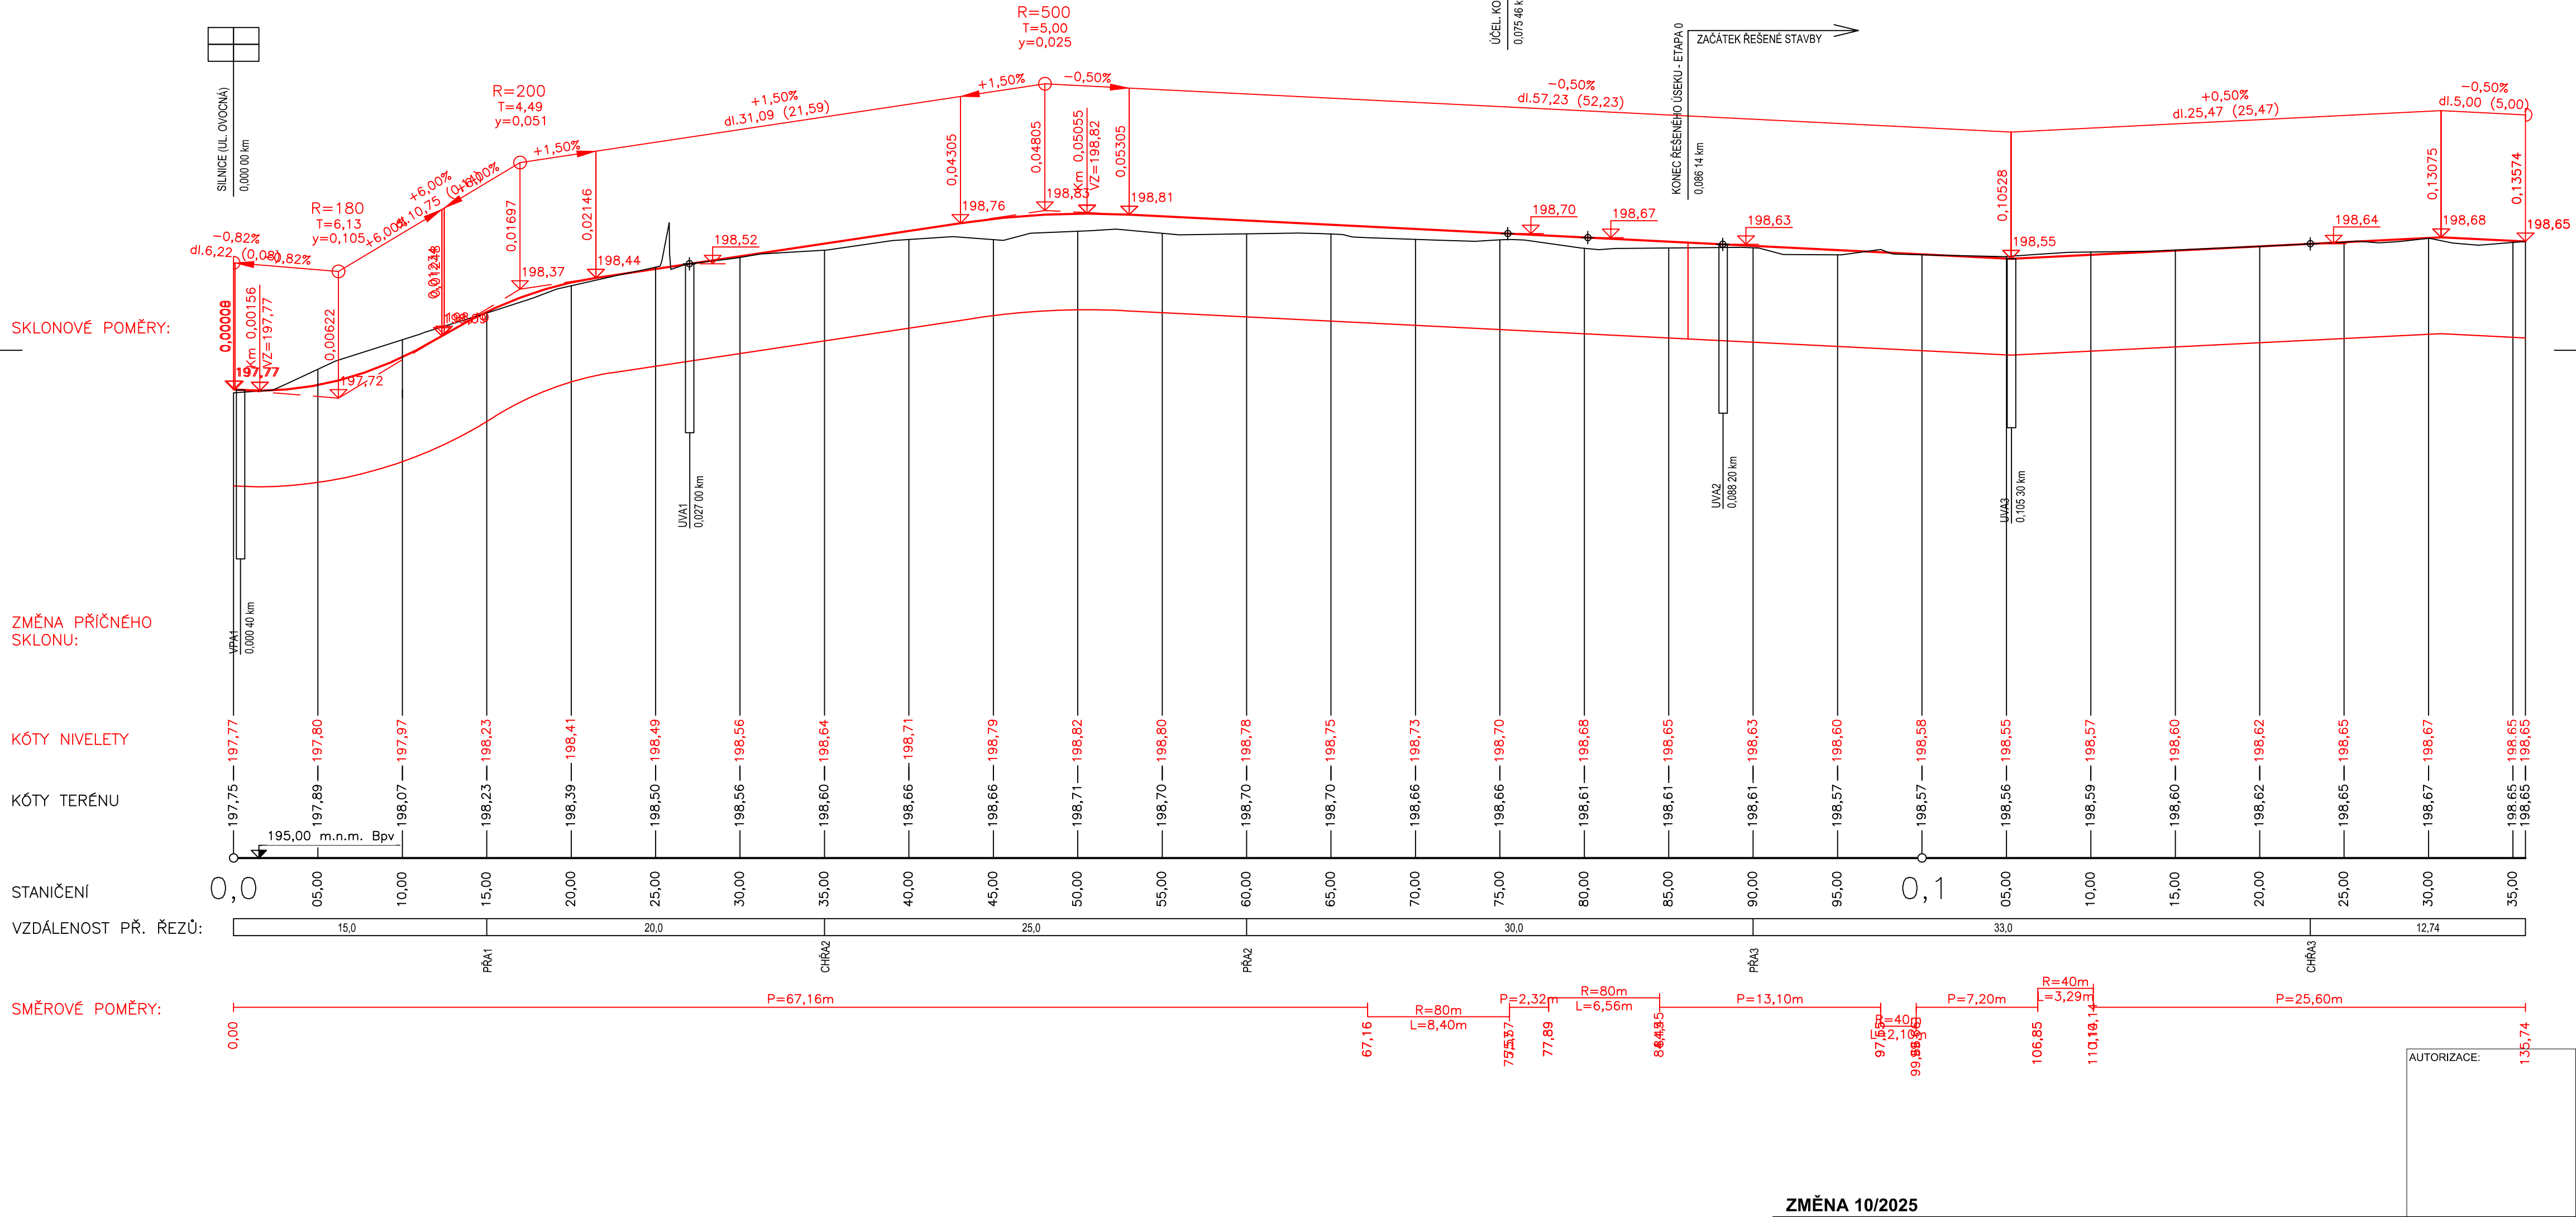 R=500
T=5,00
y=0,025
0,075 46 k
KONEC ŘEŠENÉHO ÚSEKU - ETAPA 0
0,086 14 km
ZAČÁTEK ŘEŠENÉ STAVBY
SILNICE (UL. OVOCNÁ)
0,000 00 km
R=200
T=4,49
y=0,051
R=180
T=6,13
y=0,105
-0,82%
dl.6,22 (0,08)
-0,82%
+6,00%
+6,00%
dl.10,75 (0,14)
+6,00%
+1,50%
+1,50%
dl.31,09 (21,59)
+1,50%
-0,50%
-0,50%
dl.57,23 (52,23)
+0,50%
dl.25,47 (25,47)
-0,50%
dl.5,00 (5,00)
Km 0,00156
VZ=197,77
0,00622
0,01697
0,02146
0,04305
0,04805
Km 0,05055
VZ=198,82
0,05305
0,10528
0,13075
0,13574
197,77
197,72
198,37
198,44
198,52
198,76
198,83
198,81
198,70
198,67
198,63
198,55
198,64
198,68
198,65
SKLONOVÉ POMĚRY:
VPA1
0,000 40 km
UVA1
0,027 00 km
UVA2
0,088 20 km
UVA3
0,105 30 km
ZMĚNA PŘÍČNÉHO
SKLONU:
KÓTY NIVELETY
197,77 197,80 197,97 198,23 198,41 198,49 198,56 198,64 198,71 198,79 198,82 198,80 198,78 198,75 198,73 198,70 198,68 198,65 198,63 198,60 198,58 198,55 198,57 198,60 198,62 198,65 198,67 198,65 198,65
KÓTY TERÉNU
197,75 197,89 198,07 198,23 198,39 198,50 198,56 198,60 198,66 198,66 198,71 198,70 198,70 198,70 198,66 198,66 198,61 198,61 198,61 198,57 198,57 198,56 198,59 198,60 198,62 198,65 198,67 198,65 198,65
195,00 m.n.m. Bpv
STANIČENÍ
0,0 05,00 10,00 15,00 20,00 25,00 30,00 35,00 40,00 45,00 50,00 55,00 60,00 65,00 70,00 75,00 80,00 85,00 90,00 95,00 0,1 05,00 10,00 15,00 20,00 25,00 30,00 35,00
VZDÁLENOST PŘ. ŘEZŮ:
15,0 20,0 25,0 30,0 33,0 12,74
PŘA1 CHŘA2 PŘA2 PŘA3 CHŘA3
SMĚROVÉ POMĚRY:
P=67,16m
R=80m
L=8,40m
P=2,32m
R=80m
L=6,56m
P=13,10m
R=40m
L=2,10m
P=7,20m
R=40m
L=3,29m
P=25,60m
0,00 67,16 77,89 106,85 135,74
AUTORIZACE:
ZMĚNA 10/2025